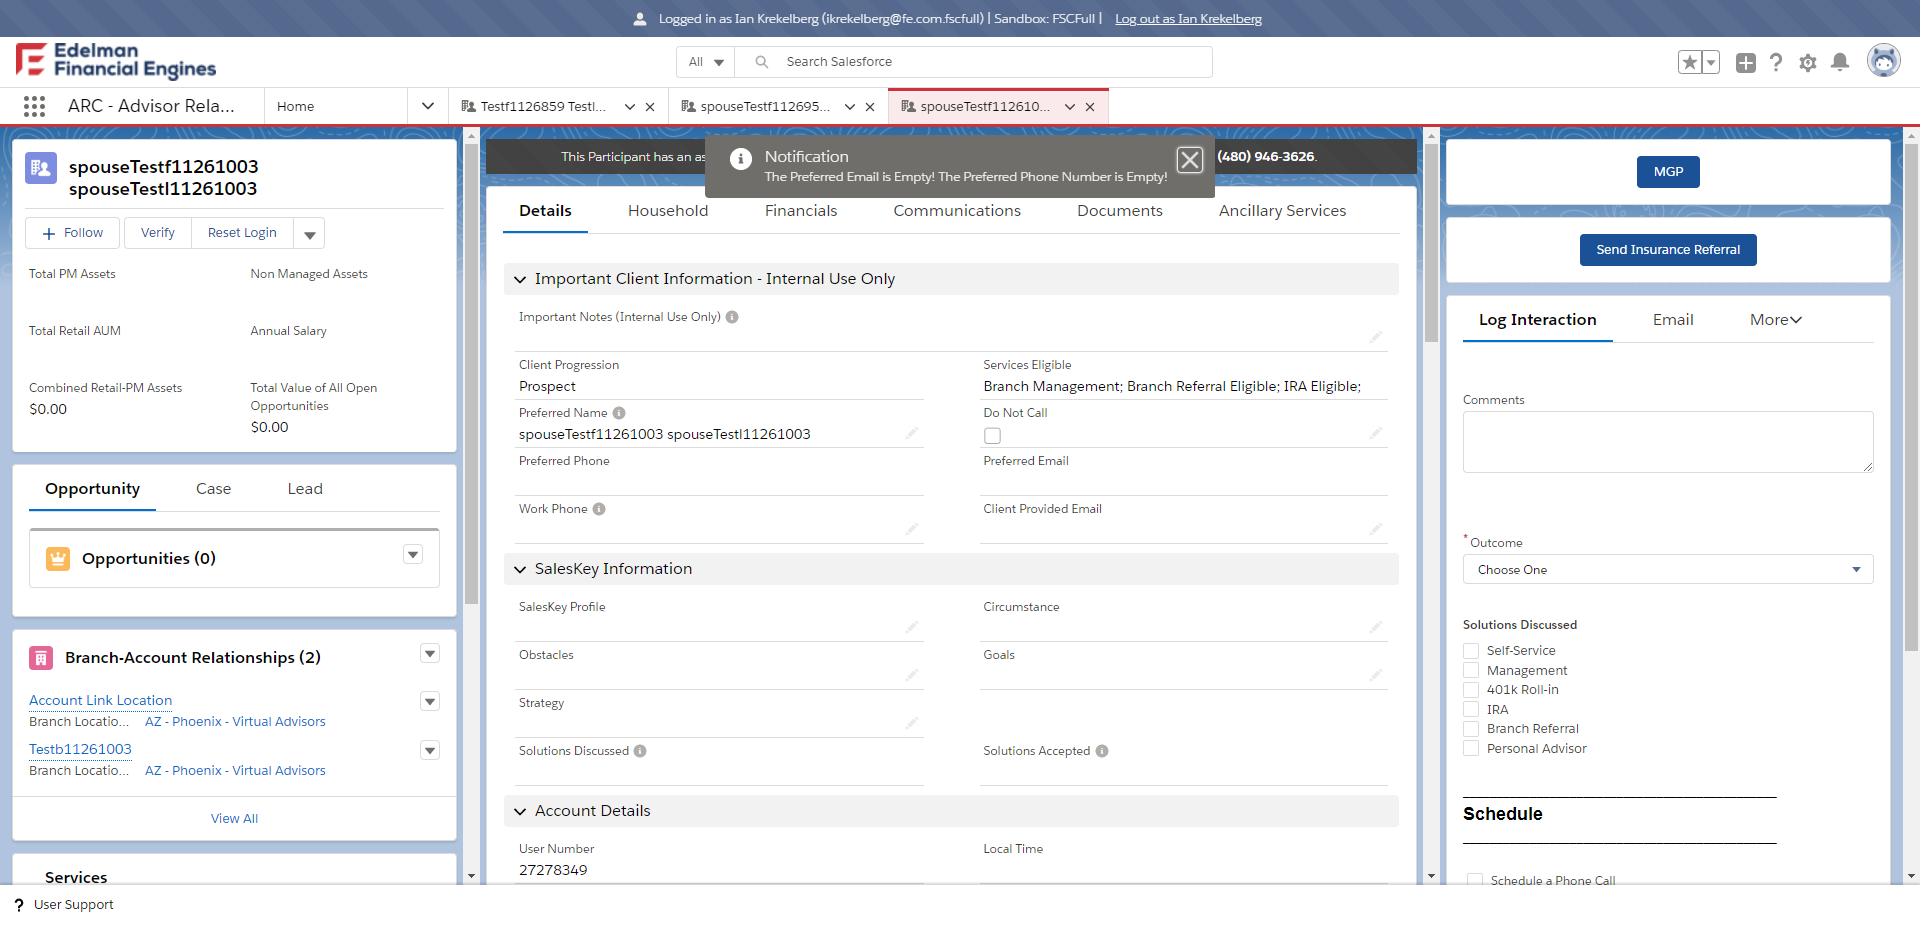 Logged in as Ian Krekelberg (ikrekelberg@fe.com.fscfull) | Sandbox: FSCFull | Log out as Ian Krekelberg
Edelman
Financial Engines
All
Search Salesforce
ARC - Advisor Rela...
Home
Testf1126859 Testl...
spouseTestf112695...
spouseTestf112610...
spouseTestf11261003
spouseTestl11261003
Follow
Verify
Reset Login
Total PM Assets
Non Managed Assets
Total Retail AUM
Annual Salary
Combined Retail-PM Assets
$0.00
Total Value of All Open
Opportunities
$0.00
Opportunity
Case
Lead
Opportunities (0)
Branch-Account Relationships (2)
Account Link Location
Branch Locatio... AZ - Phoenix - Virtual Advisors
Testb11261003
Branch Locatio... AZ - Phoenix - Virtual Advisors
View All
Services
This Participant has an as
(480) 946-3626.
Notification
The Preferred Email is Empty! The Preferred Phone Number is Empty!
Details
Household
Financials
Communications
Documents
Ancillary Services
Important Client Information - Internal Use Only
Important Notes (Internal Use Only)
Client Progression
Prospect
Services Eligible
Branch Management; Branch Referral Eligible; IRA Eligible;
Preferred Name
spouseTestf11261003 spouseTestl11261003
Do Not Call
Preferred Phone
Preferred Email
Work Phone
Client Provided Email
SalesKey Information
SalesKey Profile
Circumstance
Obstacles
Goals
Strategy
Solutions Discussed
Solutions Accepted
Account Details
User Number
27278349
Local Time
MGP
Send Insurance Referral
Log Interaction
Email
More
Comments
* Outcome
Choose One
Solutions Discussed
Self-Service
Management
401k Roll-in
IRA
Branch Referral
Personal Advisor
Schedule
Schedule a Phone Call
? User Support